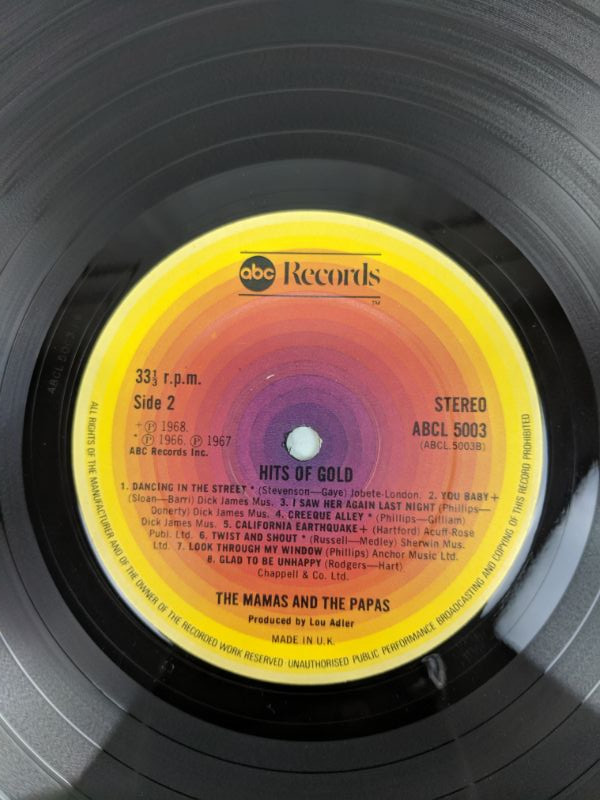 abc Records
TM
33⅓ r.p.m.
Side 2
+ Ⓟ 1968.
* Ⓟ 1966. Ⓟ 1967
ABC Records Inc.
STEREO
ABCL 5003
(ABCL.5003B)
HITS OF GOLD
1. DANCING IN THE STREET * (Stevenson—Gaye) Jobete-London. 2. YOU BABY +
(Sloan—Barri) Dick James Mus. 3. I SAW HER AGAIN LAST NIGHT (Phillips—
Doherty) Dick James Mus. 4. CREEQUE ALLEY * (Phillips—Gilliam)
Dick James Mus. 5. CALIFORNIA EARTHQUAKE + (Hartford) Acuff-Rose
Publ. Ltd. 6. TWIST AND SHOUT * (Russell—Medley) Sherwin Mus.
Ltd. 7. LOOK THROUGH MY WINDOW (Phillips) Anchor Music Ltd.
8. GLAD TO BE UNHAPPY (Rodgers—Hart)
Chappell & Co. Ltd.
THE MAMAS AND THE PAPAS
Produced by Lou Adler
MADE IN U.K.
ALL RIGHTS OF THE MANUFACTURER AND OF THE OWNER OF THE RECORDED WORK RESERVED · UNAUTHORISED PUBLIC PERFORMANCE BROADCASTING AND COPYING OF THIS RECORD PROHIBITED